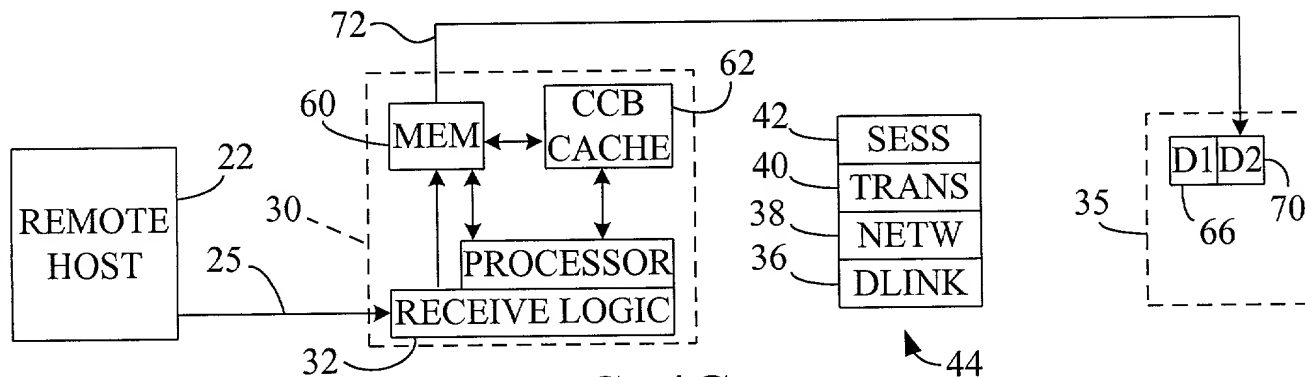 72
62
60
CCB
CACHE
MEM
42
SESS
40
TRANS
38
NETW
36
DLINK
44
22
REMOTE
HOST
30
25
PROCESSOR
RECEIVE LOGIC
32
35
D1 D2
66
70